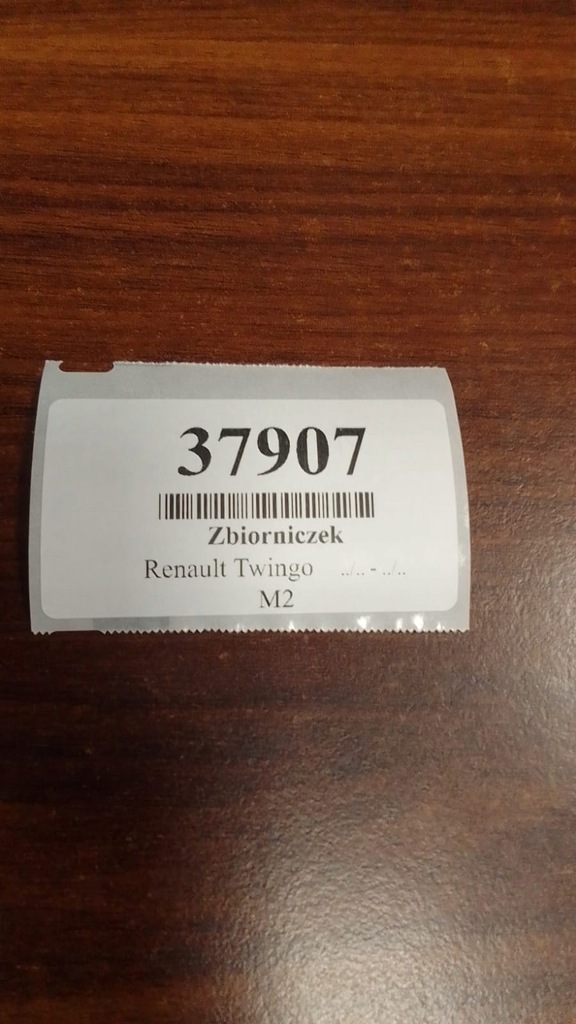 37907
Zbiorniczek
Renault Twingo ../.. - ../..
M2